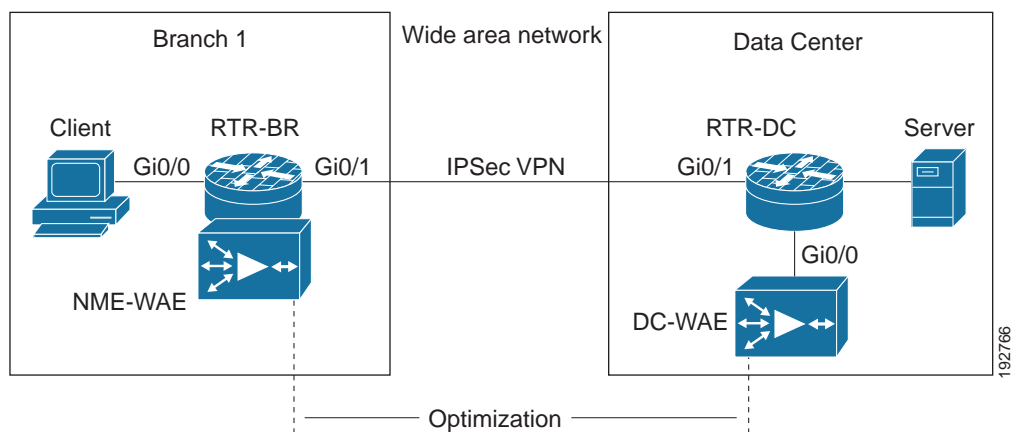 Branch 1
Wide area network
Data Center
Client
RTR-BR
RTR-DC
Server
Gi0/0
Gi0/1
IPSec VPN
Gi0/1
Gi0/0
NME-WAE
DC-WAE
192766
Optimization